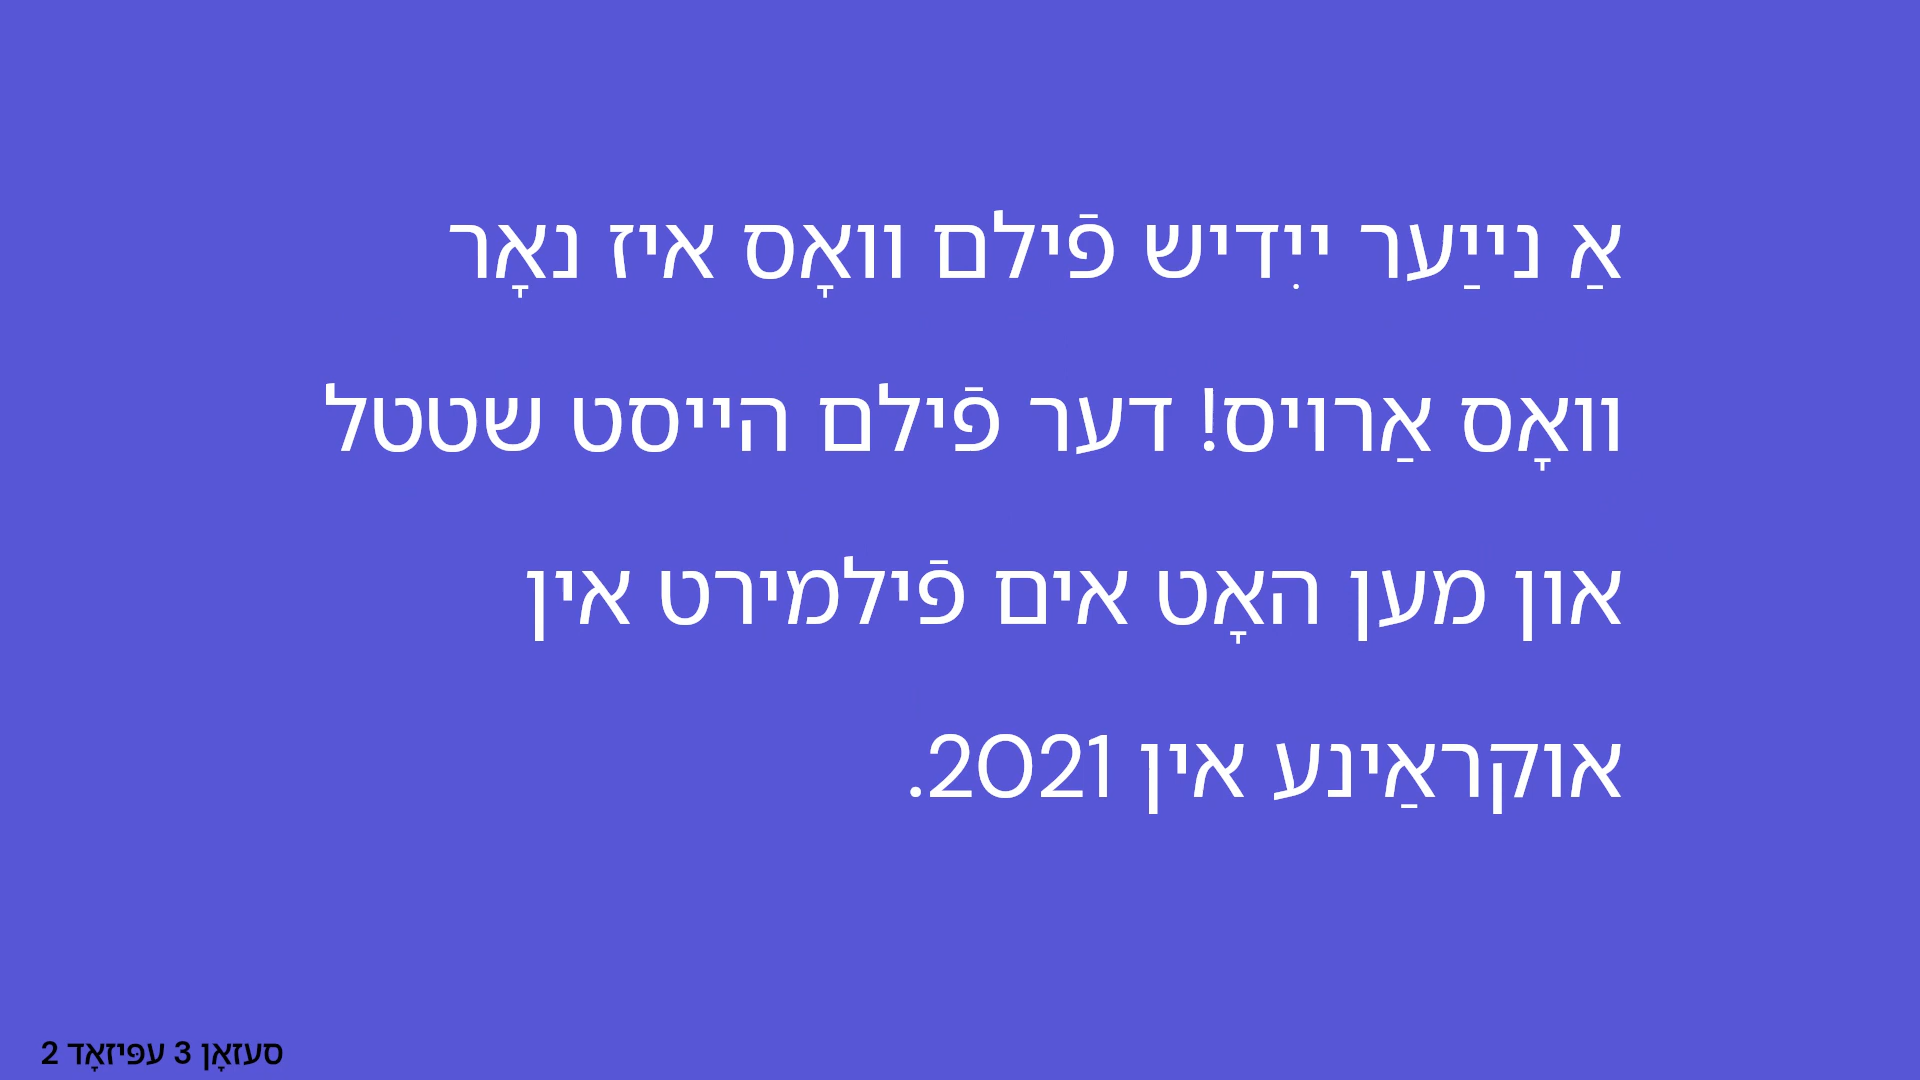 אַ נייַער ייִדיש פֿילם וואָס איז נאָר
וואָס אַרויס! דער פֿילם הייסט שטטל
און מען האָט אים פֿילמירט אין
אוקראַינע אין 2021.
סעזאָן 3 עפּיזאָד 2